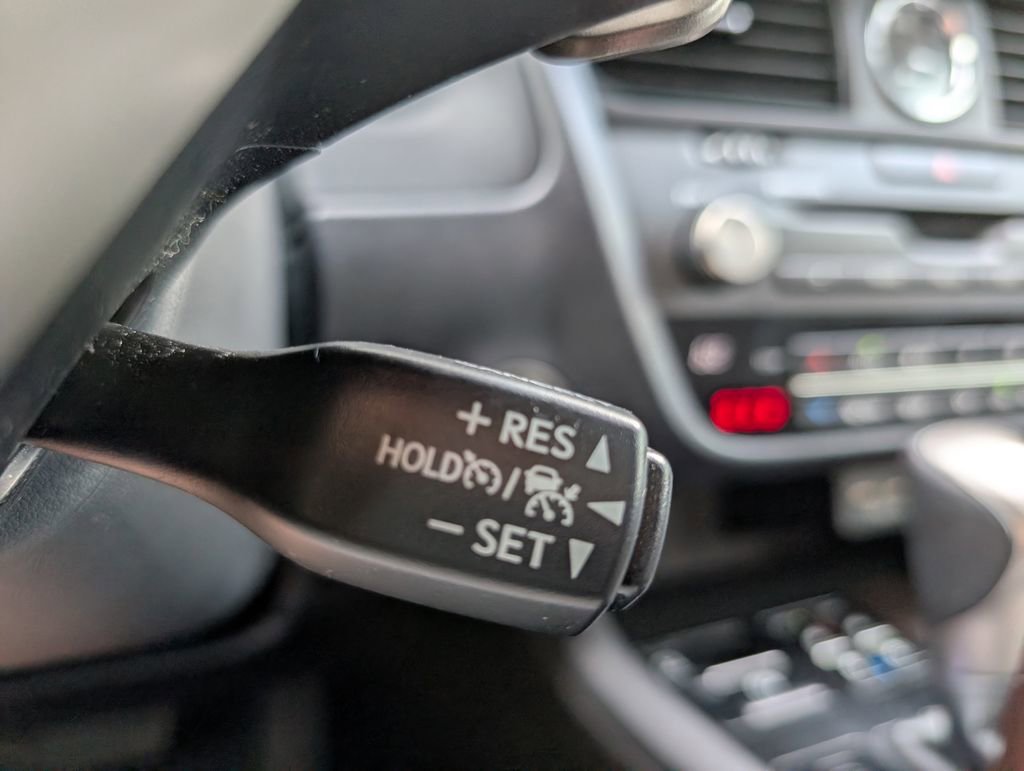 + RES
HOLD /
− SET